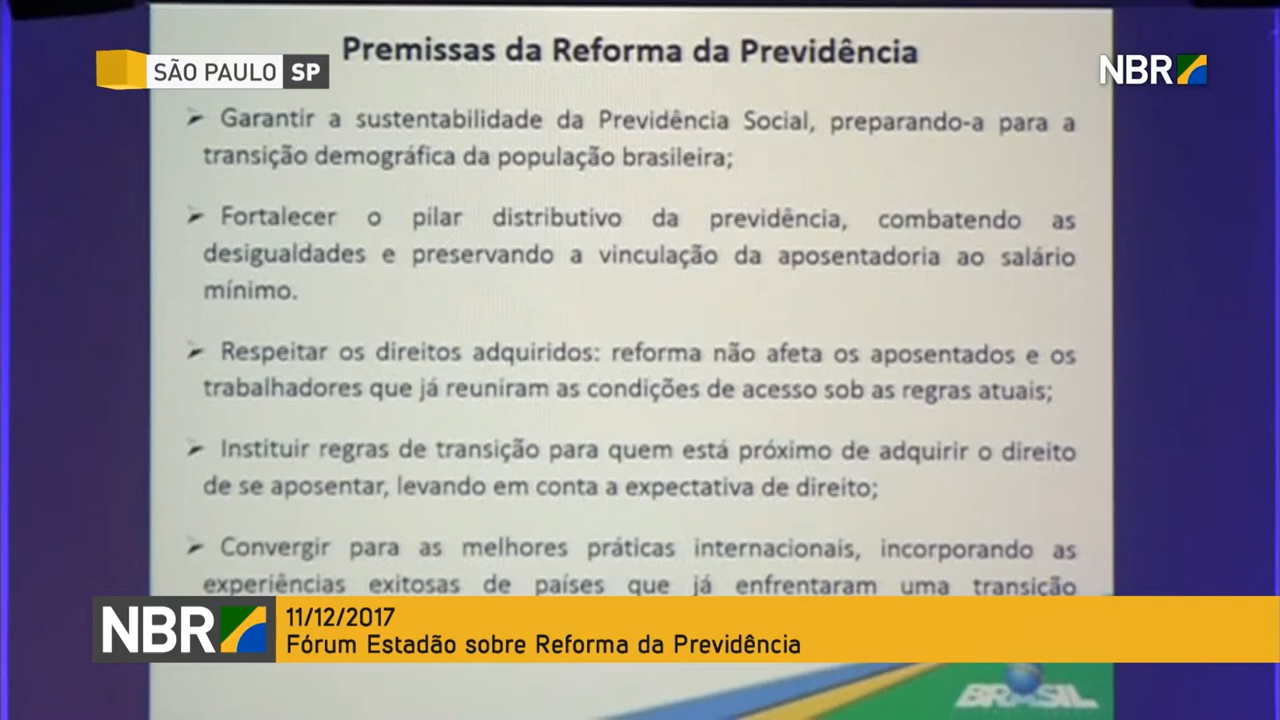 Premissas da Reforma da Previdência
SÃO PAULO SP
NBR
➢ Garantir a sustentabilidade da Previdência Social, preparando-a para a
transição demográfica da população brasileira;
➢ Fortalecer o pilar distributivo da previdência, combatendo as
desigualdades e preservando a vinculação da aposentadoria ao salário
mínimo.
➢ Respeitar os direitos adquiridos: reforma não afeta os aposentados e os
trabalhadores que já reuniram as condições de acesso sob as regras atuais;
➢ Instituir regras de transição para quem está próximo de adquirir o direito
de se aposentar, levando em conta a expectativa de direito;
➢ Convergir para as melhores práticas internacionais, incorporando as
experiências exitosas de países que já enfrentaram uma transição
NBR
11/12/2017
Fórum Estadão sobre Reforma da Previdência
BRASIL